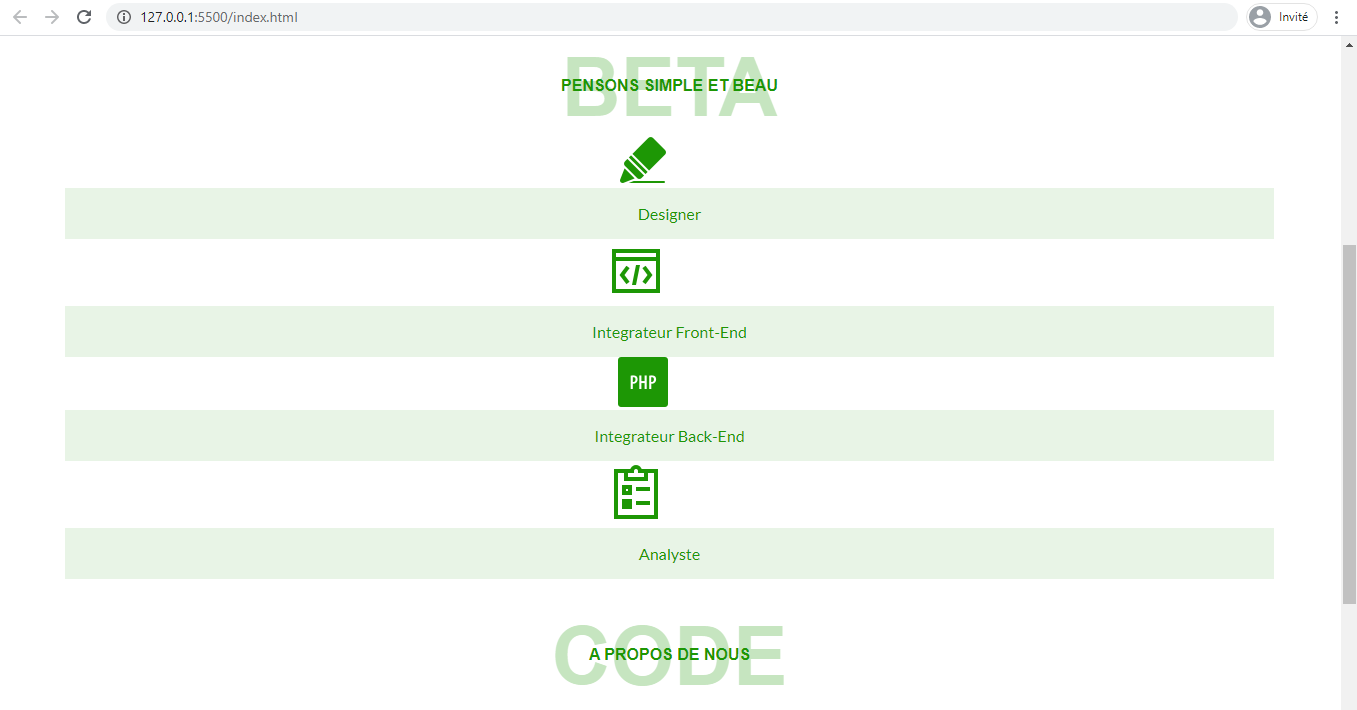 127.0.0.1:5500/index.html
Invité
BETA
PENSONS SIMPLE ET BEAU
Designer
</>
Integrateur Front-End
PHP
Integrateur Back-End
Analyste
CODE
A PROPOS DE NOUS